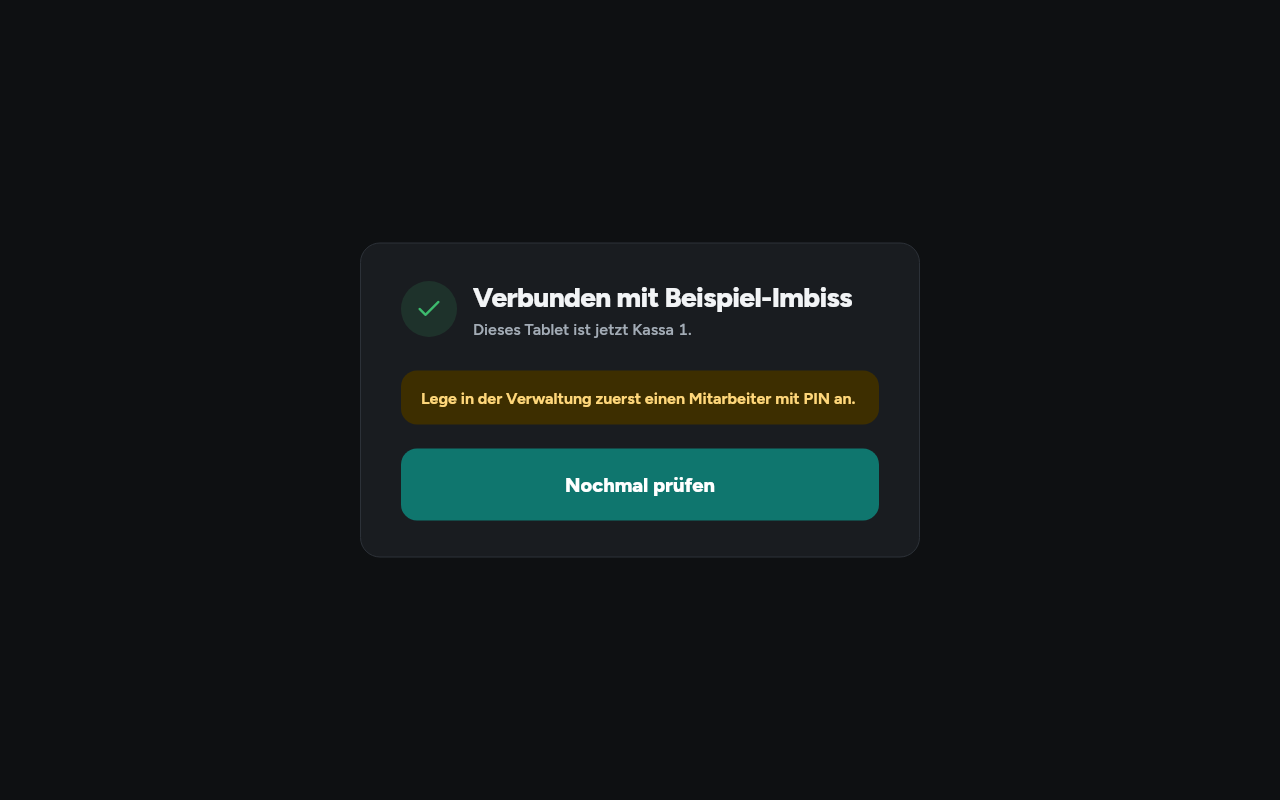 Verbunden mit Beispiel-Imbiss
Dieses Tablet ist jetzt Kassa 1.
Lege in der Verwaltung zuerst einen Mitarbeiter mit PIN an.
Nochmal prüfen